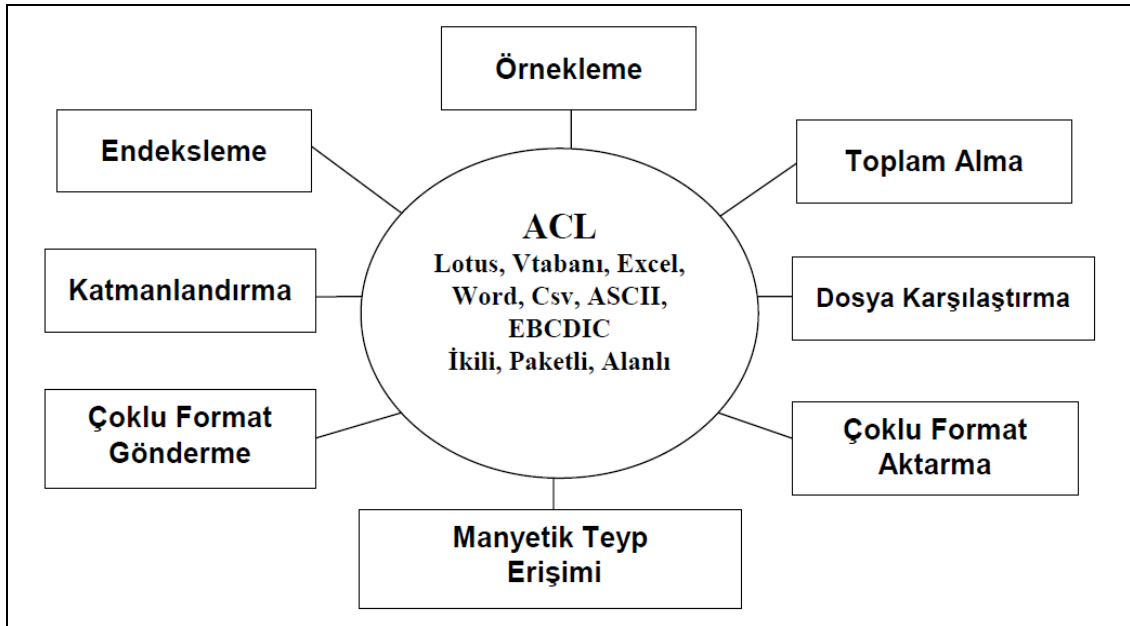 Örnekleme
Endeksleme
Toplam Alma
ACL
Lotus, Vtabanı, Excel,
Word, Csv, ASCII,
EBCDIC
İkili, Paketli, Alanlı
Katmanlandırma
Dosya Karşılaştırma
Çoklu Format
Gönderme
Çoklu Format
Aktarma
Manyetik Teyp
Erişimi